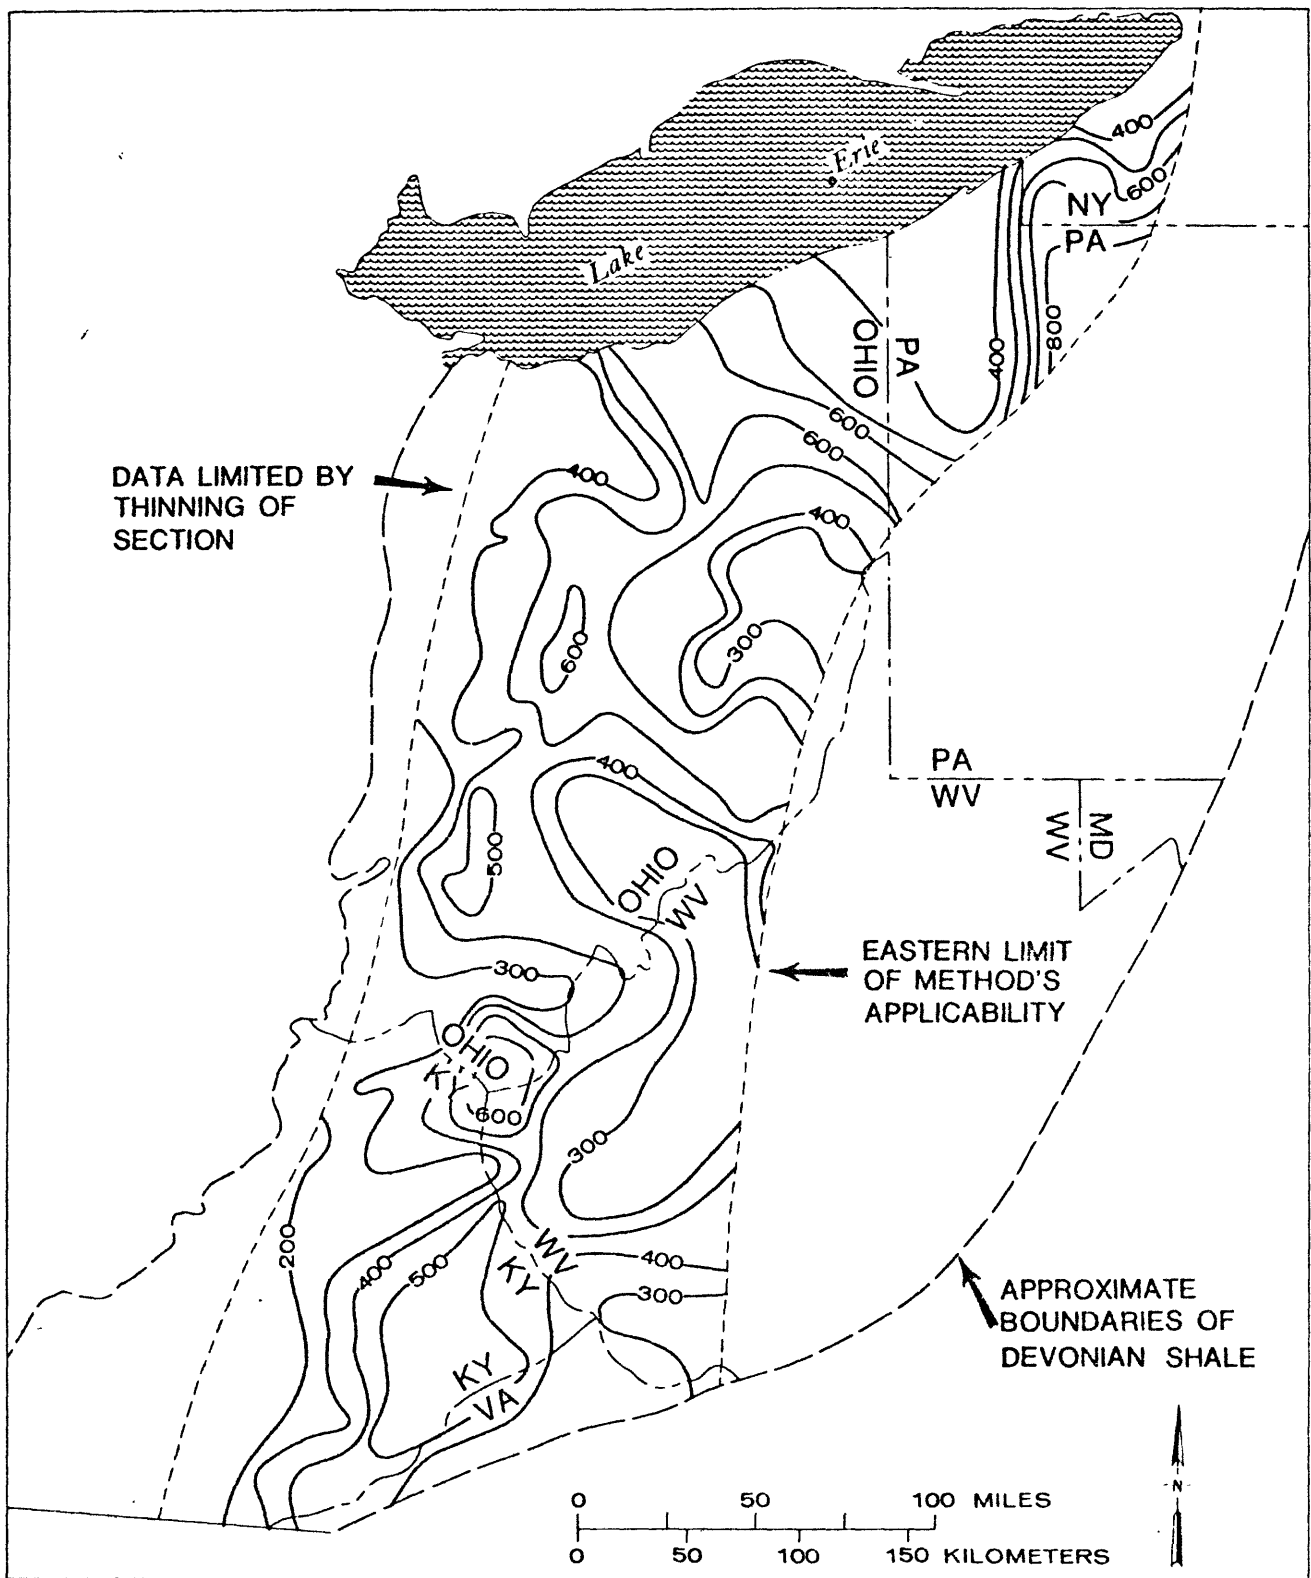 400
Erie
600
NY
PA
Lake
800
OHIO
PA
400
600
600
400
DATA LIMITED BY
THINNING OF
SECTION
400
300
600
PA
WV
400
MD
WV
500
OHIO
WV
EASTERN LIMIT
OF METHOD'S
APPLICABILITY
300
OHIO
KY
600
300
200
400
500
WV
KY
400
300
APPROXIMATE
BOUNDARIES OF
DEVONIAN SHALE
KY
VA
N
0 50 100 MILES
0 50 100 150 KILOMETERS